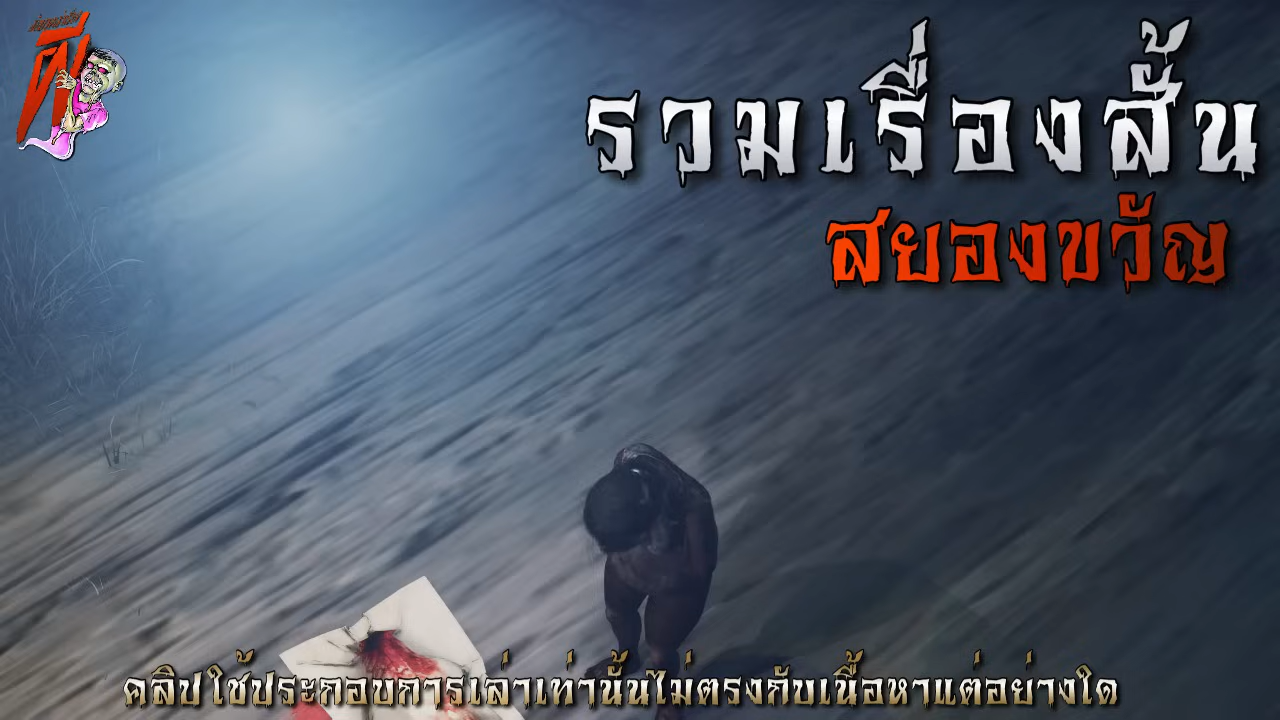 ผี
รวมเรื่องสั้น
สยองขวัญ
คลิปใช้ประกอบการเล่าเท่านั้นไม่ตรงกับเนื้อหาแต่อย่างใด